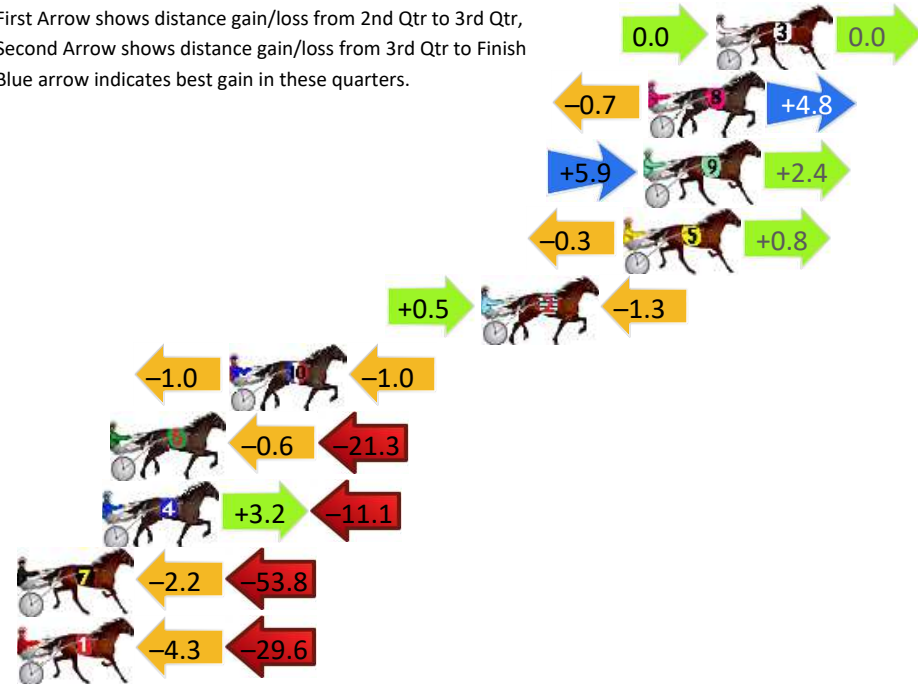 First Arrow shows distance gain/loss from 2nd Qtr to 3rd Qtr,
Second Arrow shows distance gain/loss from 3rd Qtr to Finish
Blue arrow indicates best gain in these quarters.
0.0 3 0.0
–0.7 8 +4.8
+5.9 9 +2.4
–0.3 5 +0.8
+0.5 2 –1.3
–1.0 10 –1.0
6 –0.6 –21.3
4 +3.2 –11.1
7 –2.2 –53.8
1 –4.3 –29.6